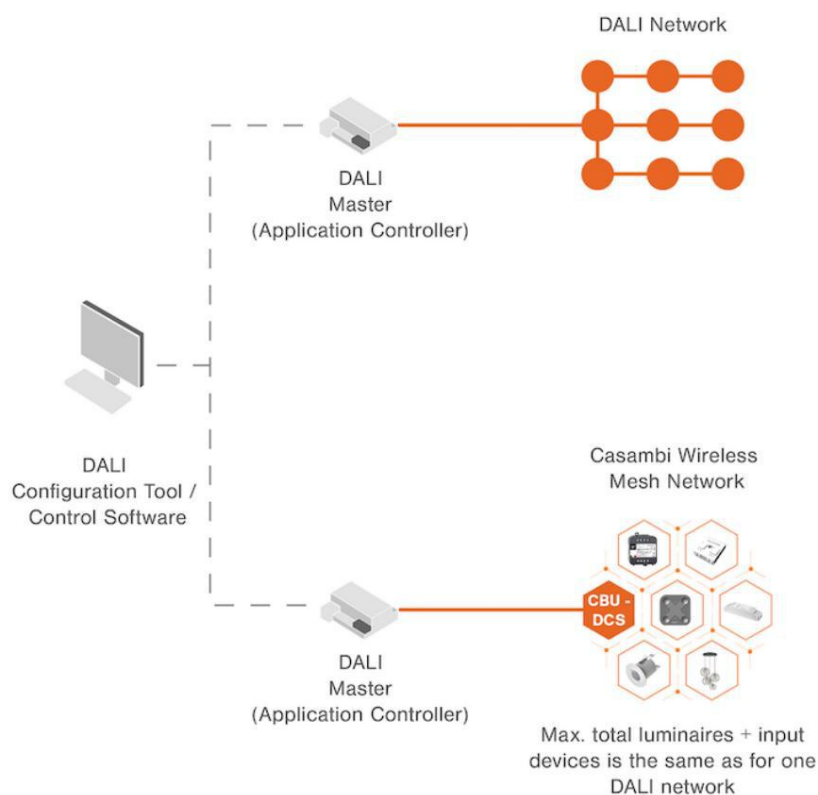 DALI Network
DALI
Master
(Application Controller)
DALI
Configuration Tool /
Control Software
Casambi Wireless
Mesh Network
CBU -
DCS
DALI
Master
(Application Controller)
Max. total luminaires + input
devices is the same as for one
DALI network